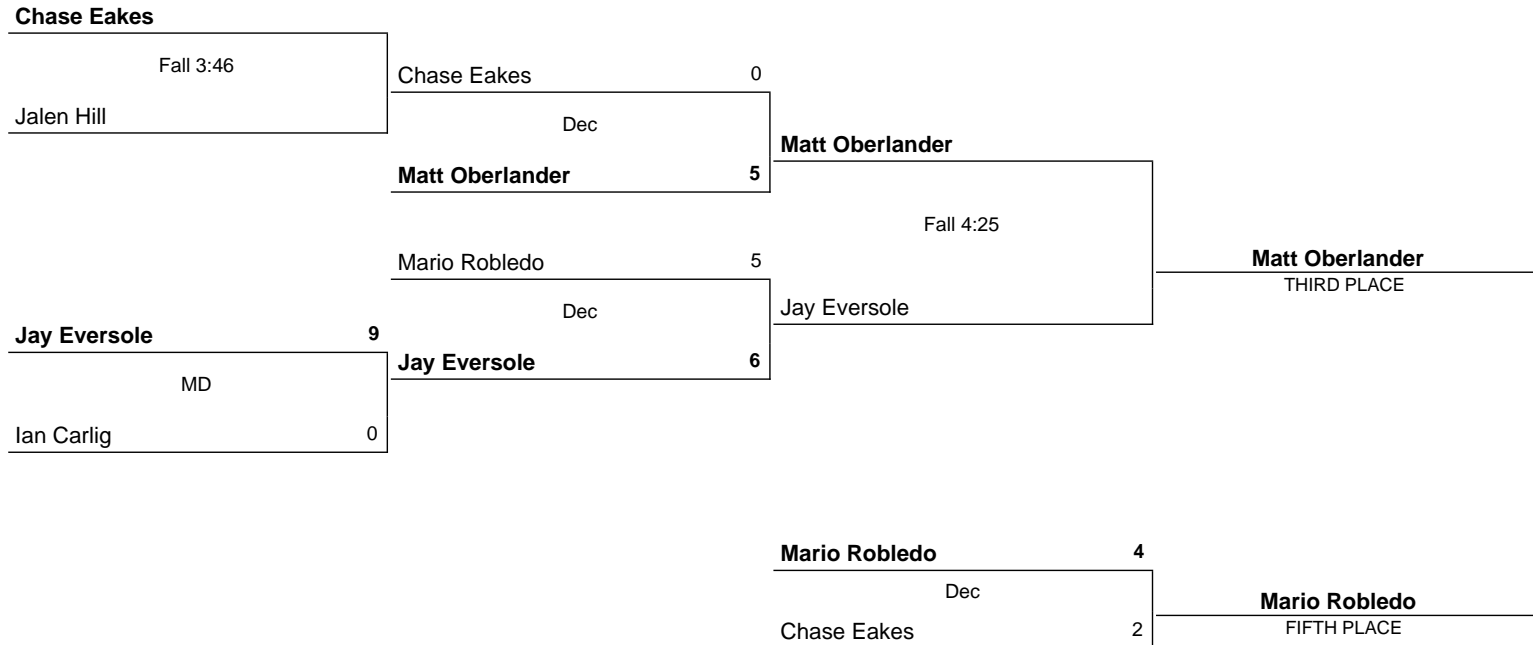 Chase Eakes
Fall 3:46
Jalen Hill
Chase Eakes 0
Dec
Matt Oberlander 5
Matt Oberlander
Fall 4:25
Mario Robledo 5
Dec
Jay Eversole 6
Jay Eversole
Jay Eversole 9
MD
Ian Carlig 0
Matt Oberlander
THIRD PLACE
Mario Robledo 4
Dec
Chase Eakes 2
Mario Robledo
FIFTH PLACE